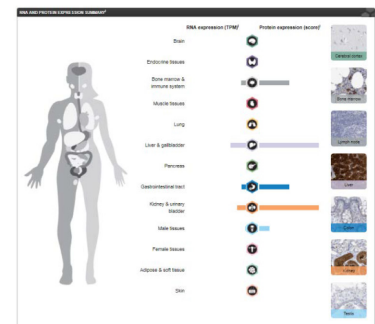 RNA AND PROTEIN EXPRESSION SUMMARY
RNA expression (TPM) Protein expression (score)
Brain
Cerebral cortex
Endocrine tissues
Bone marrow &
immune system
Bone marrow
Muscle tissues
Lung
Lymph node
Liver & gallbladder
Liver
Pancreas
Gastrointestinal tract
Colon
Kidney & urinary
bladder
Kidney
Male tissues
Female tissues
Adipose & soft tissue
Testis
Skin